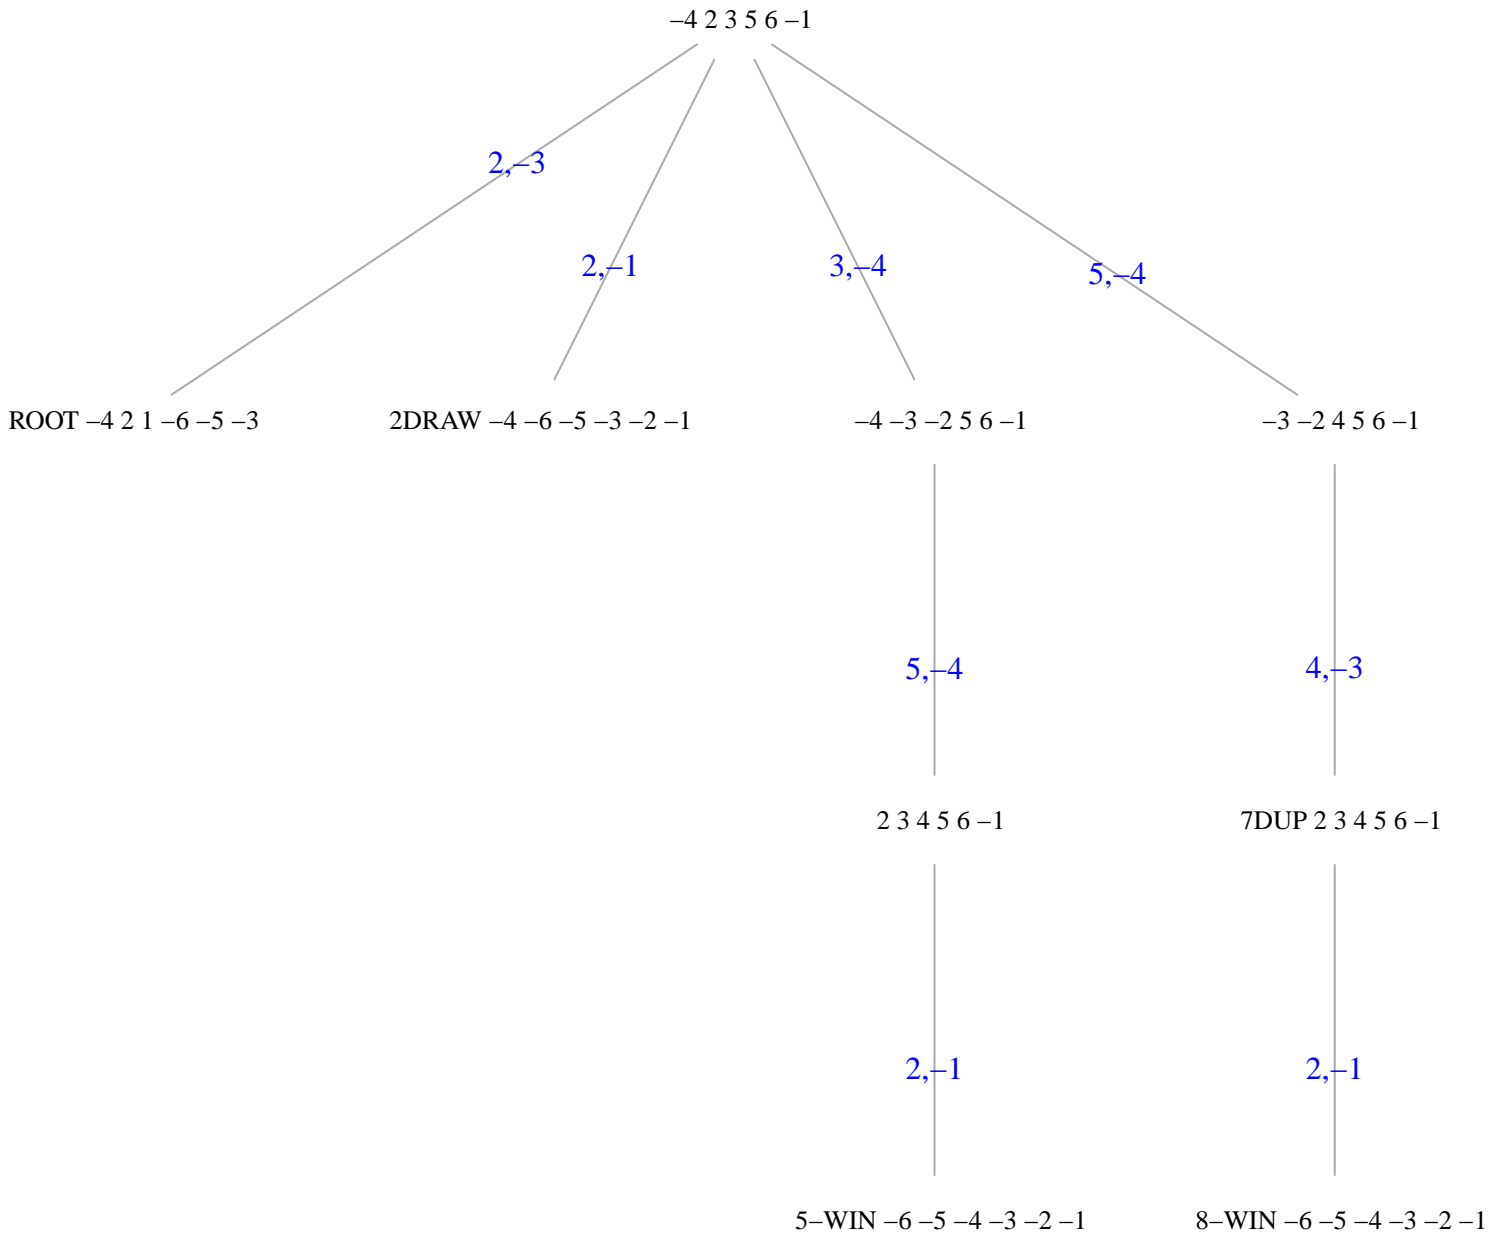 –4 2 3 5 6 –1
2,–3
2,–1
3,–4
5,–4
ROOT –4 2 1 –6 –5 –3
2DRAW –4 –6 –5 –3 –2 –1
–4 –3 –2 5 6 –1
–3 –2 4 5 6 –1
5,–4
4,–3
2 3 4 5 6 –1
7DUP 2 3 4 5 6 –1
2,–1
2,–1
5–WIN –6 –5 –4 –3 –2 –1
8–WIN –6 –5 –4 –3 –2 –1